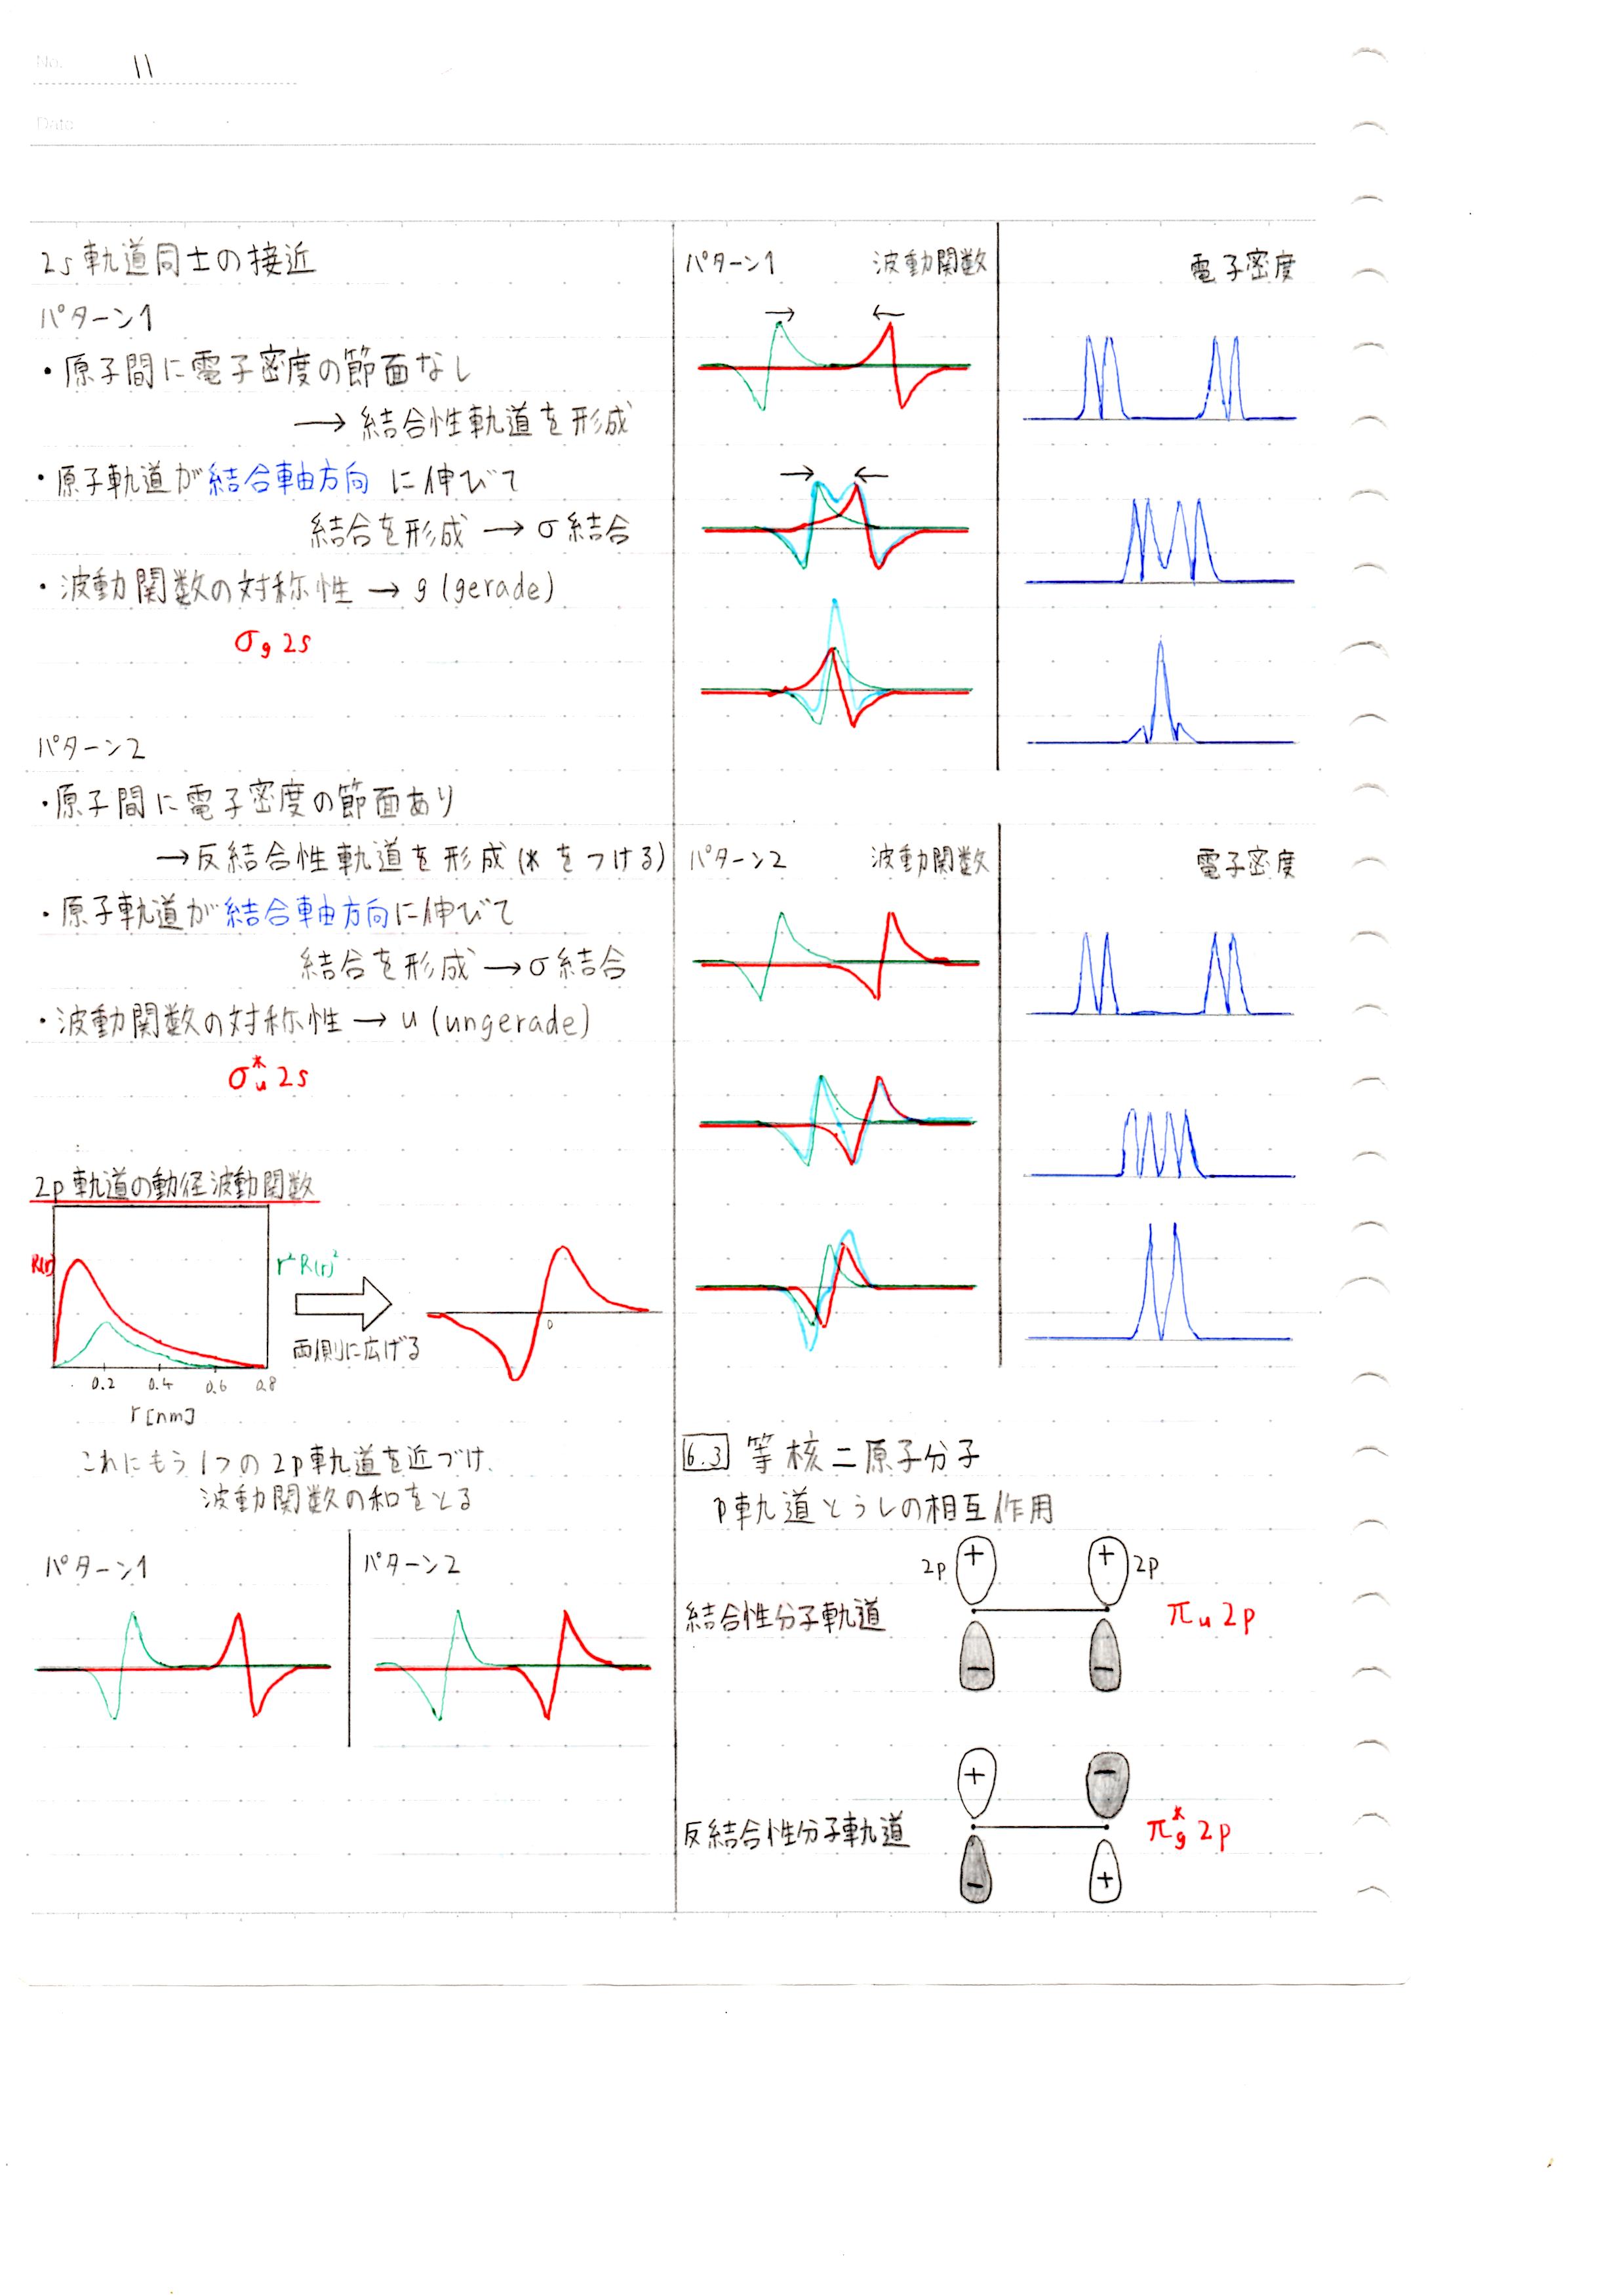 No. 11
Date
2s軌道同士の接近
パターン1
・原子間に電子密度の節面なし
→結合性軌道を形成
・原子軌道が結合軸方向に伸びて
結合を形成→σ結合
・波動関数の対称性→g(gerade)
σg2s
パターン2
・原子間に電子密度の節面あり
→反結合性軌道を形成(*をつける)
・原子軌道が結合軸方向に伸びて
結合を形成→σ結合
・波動関数の対称性→u(ungerade)
σ*u2s
2p軌道の動径波動関数
R(r)
r²R(r)²
両側に広げる
0
0.2 0.4 0.6 0.8
r[nm]
これにもう1つの2p軌道を近づけ、
波動関数の和をとる
パターン1
パターン2
パターン1 波動関数 電子密度
→ ←
→ ←
パターン2 波動関数 電子密度
6.3 等核二原子分子
p軌道どうしの相互作用
2p + + 2p
結合性分子軌道 πu2p
− −
+ −
反結合性分子軌道 π*g2p
− +